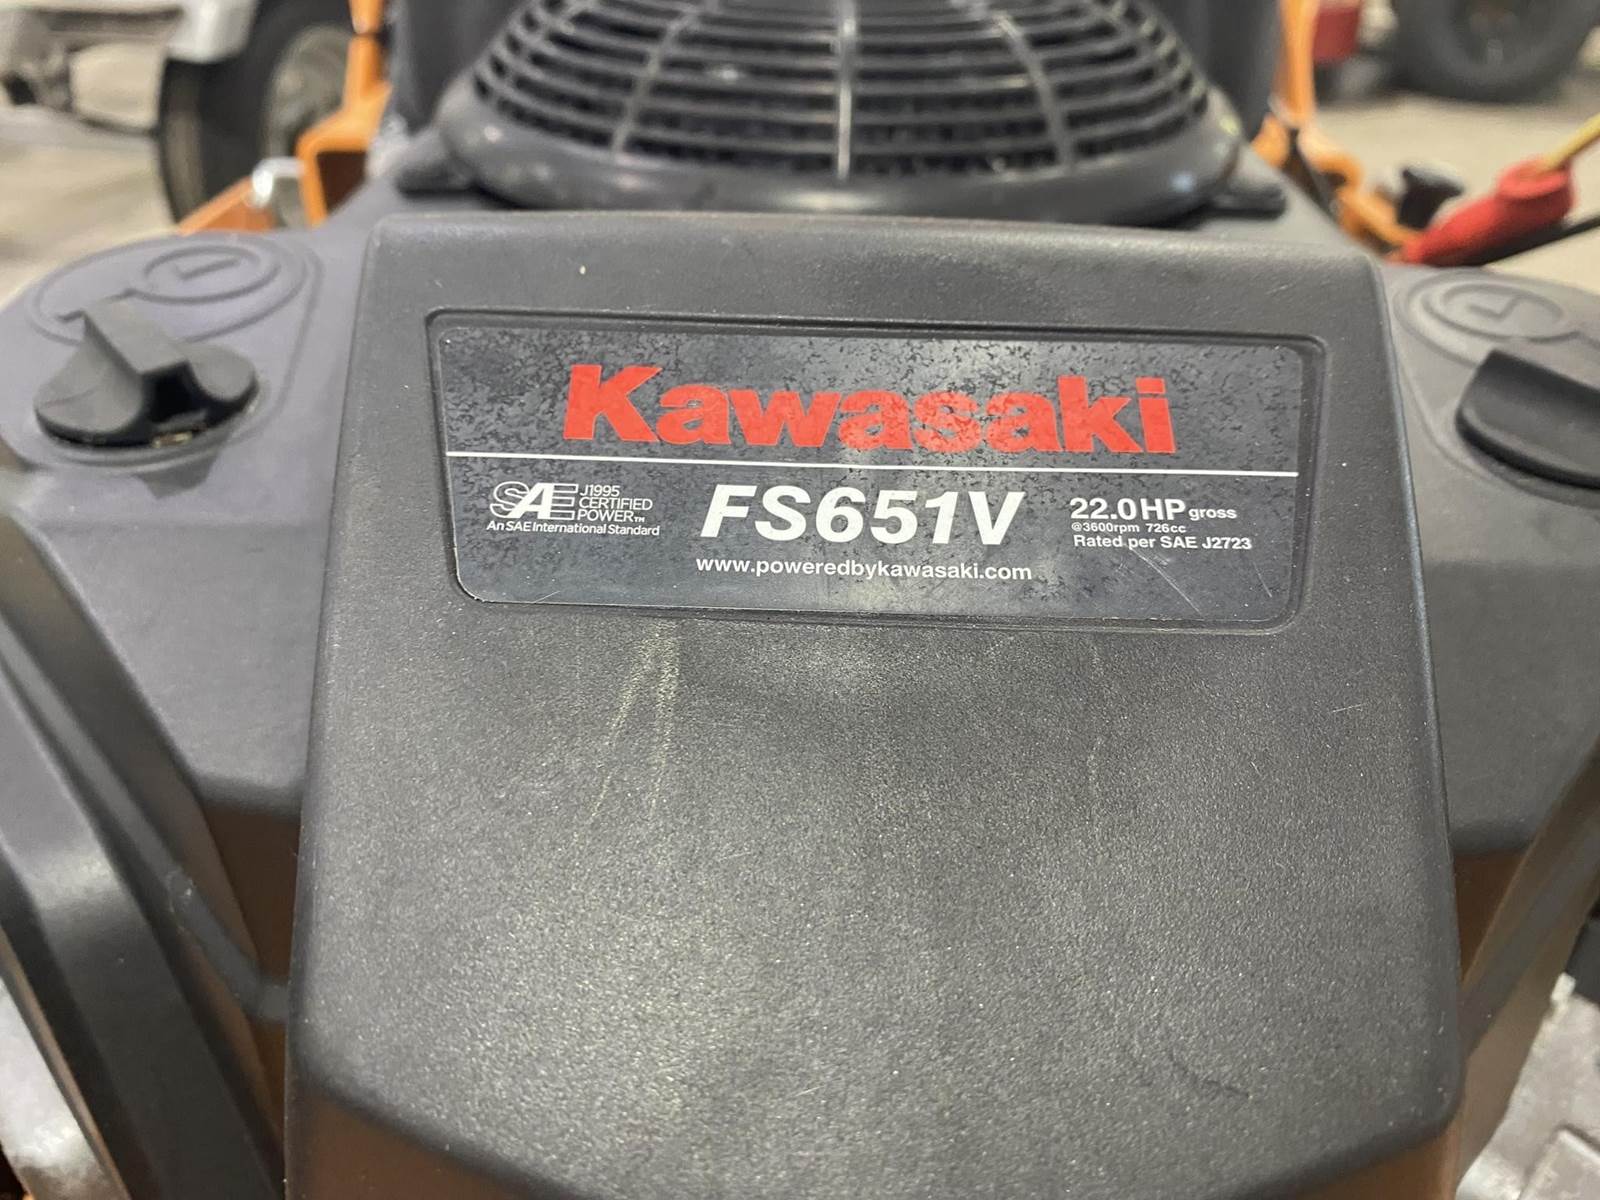 Kawasaki
SAE J1995
CERTIFIED
POWER™
An SAE International Standard
FS651V
22.0HP gross
@3600rpm 726cc
Rated per SAE J2723
www.poweredbykawasaki.com